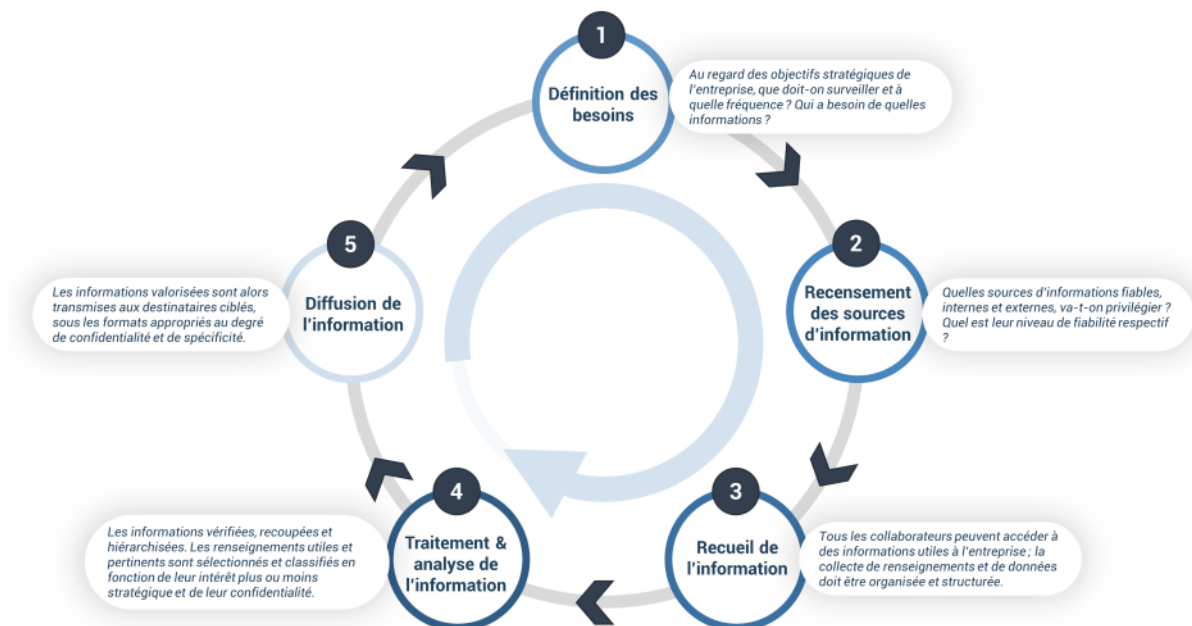 1
Définition des
besoins
Au regard des objectifs stratégiques de
l'entreprise, que doit-on surveiller et à
quelle fréquence ? Qui a besoin de quelles
informations ?
2
Recensement
des sources
d'information
Quelles sources d'informations fiables,
internes et externes, va-t-on privilégier ?
Quel est leur niveau de fiabilité respectif
?
3
Recueil de
l'information
Tous les collaborateurs peuvent accéder à
des informations utiles à l'entreprise ; la
collecte de renseignements et de données
doit être organisée et structurée.
4
Traitement &
analyse de
l'information
Les informations vérifiées, recoupées et
hiérarchisées. Les renseignements utiles et
pertinents sont sélectionnés et classifiés en
fonction de leur intérêt plus ou moins
stratégique et de leur confidentialité.
5
Diffusion de
l'information
Les informations valorisées sont alors
transmises aux destinataires ciblés,
sous les formats appropriés au degré
de confidentialité et de spécificité.